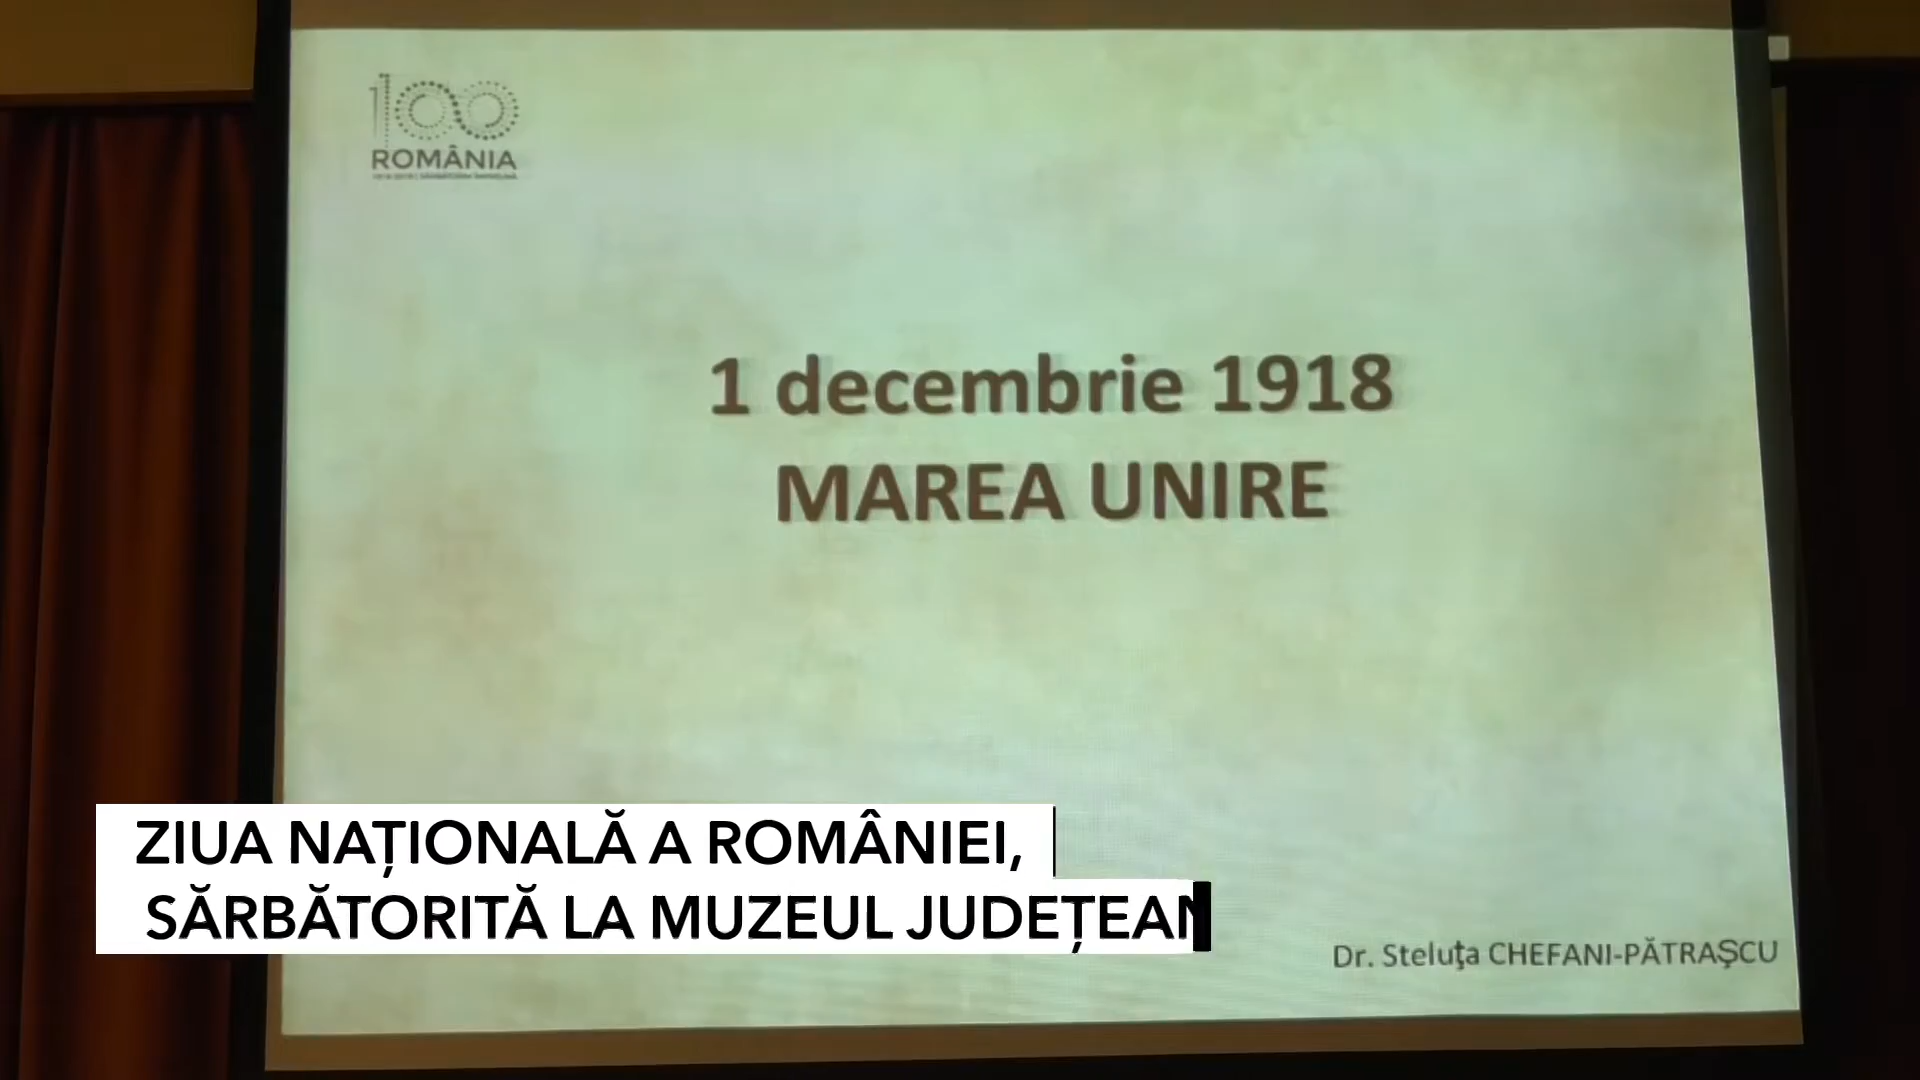 100
ROMÂNIA
1 decembrie 1918
MAREA UNIRE
ZIUA NAȚIONALĂ A ROMÂNIEI,
SĂRBĂTORITĂ LA MUZEUL JUDEȚEAN
Dr. Steluţa CHEFANI-PĂTRAŞCU